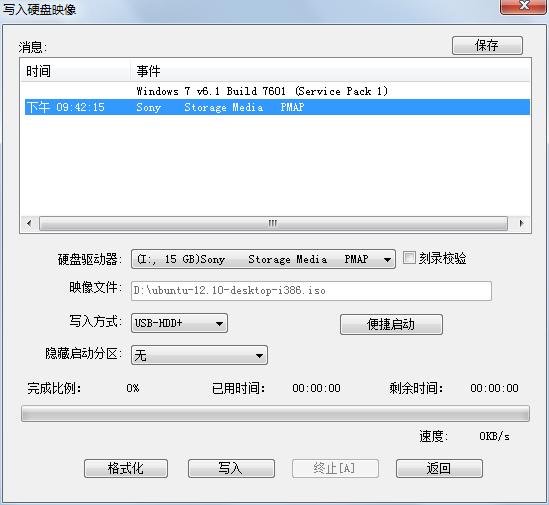 写入硬盘映像
消息:
保存
时间 事件
Windows 7 v6.1 Build 7601 (Service Pack 1)
下午 09:42:15 Sony Storage Media PMAP
硬盘驱动器: (I:, 15 GB)Sony Storage Media PMAP 刻录校验
映像文件: D:\ubuntu-12.10-desktop-i386.iso
写入方式: USB-HDD+ 便捷启动
隐藏启动分区: 无
完成比例: 0% 已用时间: 00:00:00 剩余时间: 00:00:00
速度: 0KB/s
格式化 写入 终止[A] 返回